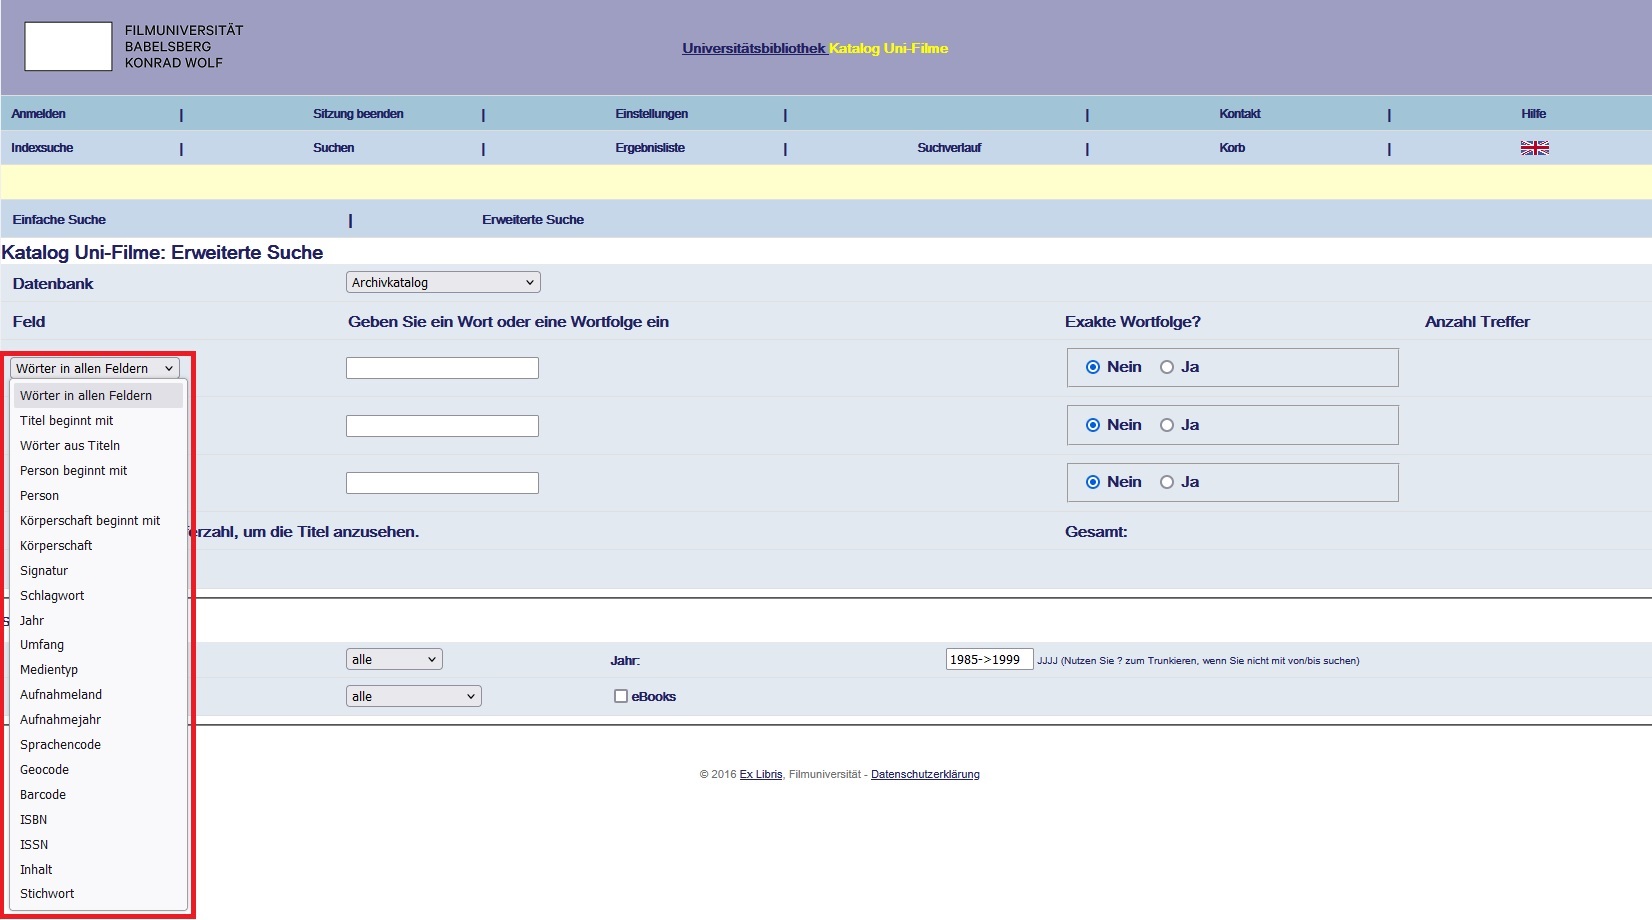 FILMUNIVERSITÄT
BABELSBERG
KONRAD WOLF
Universitätsbibliothek Katalog Uni-Filme
Anmelden | Sitzung beenden | Einstellungen | | Kontakt | Hilfe
Indexsuche | Suchen | Ergebnisliste | Suchverlauf | Korb |
Einfache Suche | Erweiterte Suche
Katalog Uni-Filme: Erweiterte Suche
Datenbank Archivkatalog
Feld Geben Sie ein Wort oder eine Wortfolge ein Exakte Wortfolge? Anzahl Treffer
Wörter in allen Feldern Nein Ja
Wörter in allen Feldern
Titel beginnt mit Nein Ja
Wörter aus Titeln
Person beginnt mit Nein Ja
Person
Körperschaft beginnt mit
erzahl, um die Titel anzusehen. Gesamt:
Körperschaft
Signatur
Schlagwort
Jahr
Umfang
alle Jahr: 1985->1999 JJJJ (Nutzen Sie ? zum Trunkieren, wenn Sie nicht mit von/bis suchen)
Medientyp
Aufnahmeland alle eBooks
Aufnahmejahr
Sprachencode
Geocode
© 2016 Ex Libris, Filmuniversität - Datenschutzerklärung
Barcode
ISBN
ISSN
Inhalt
Stichwort